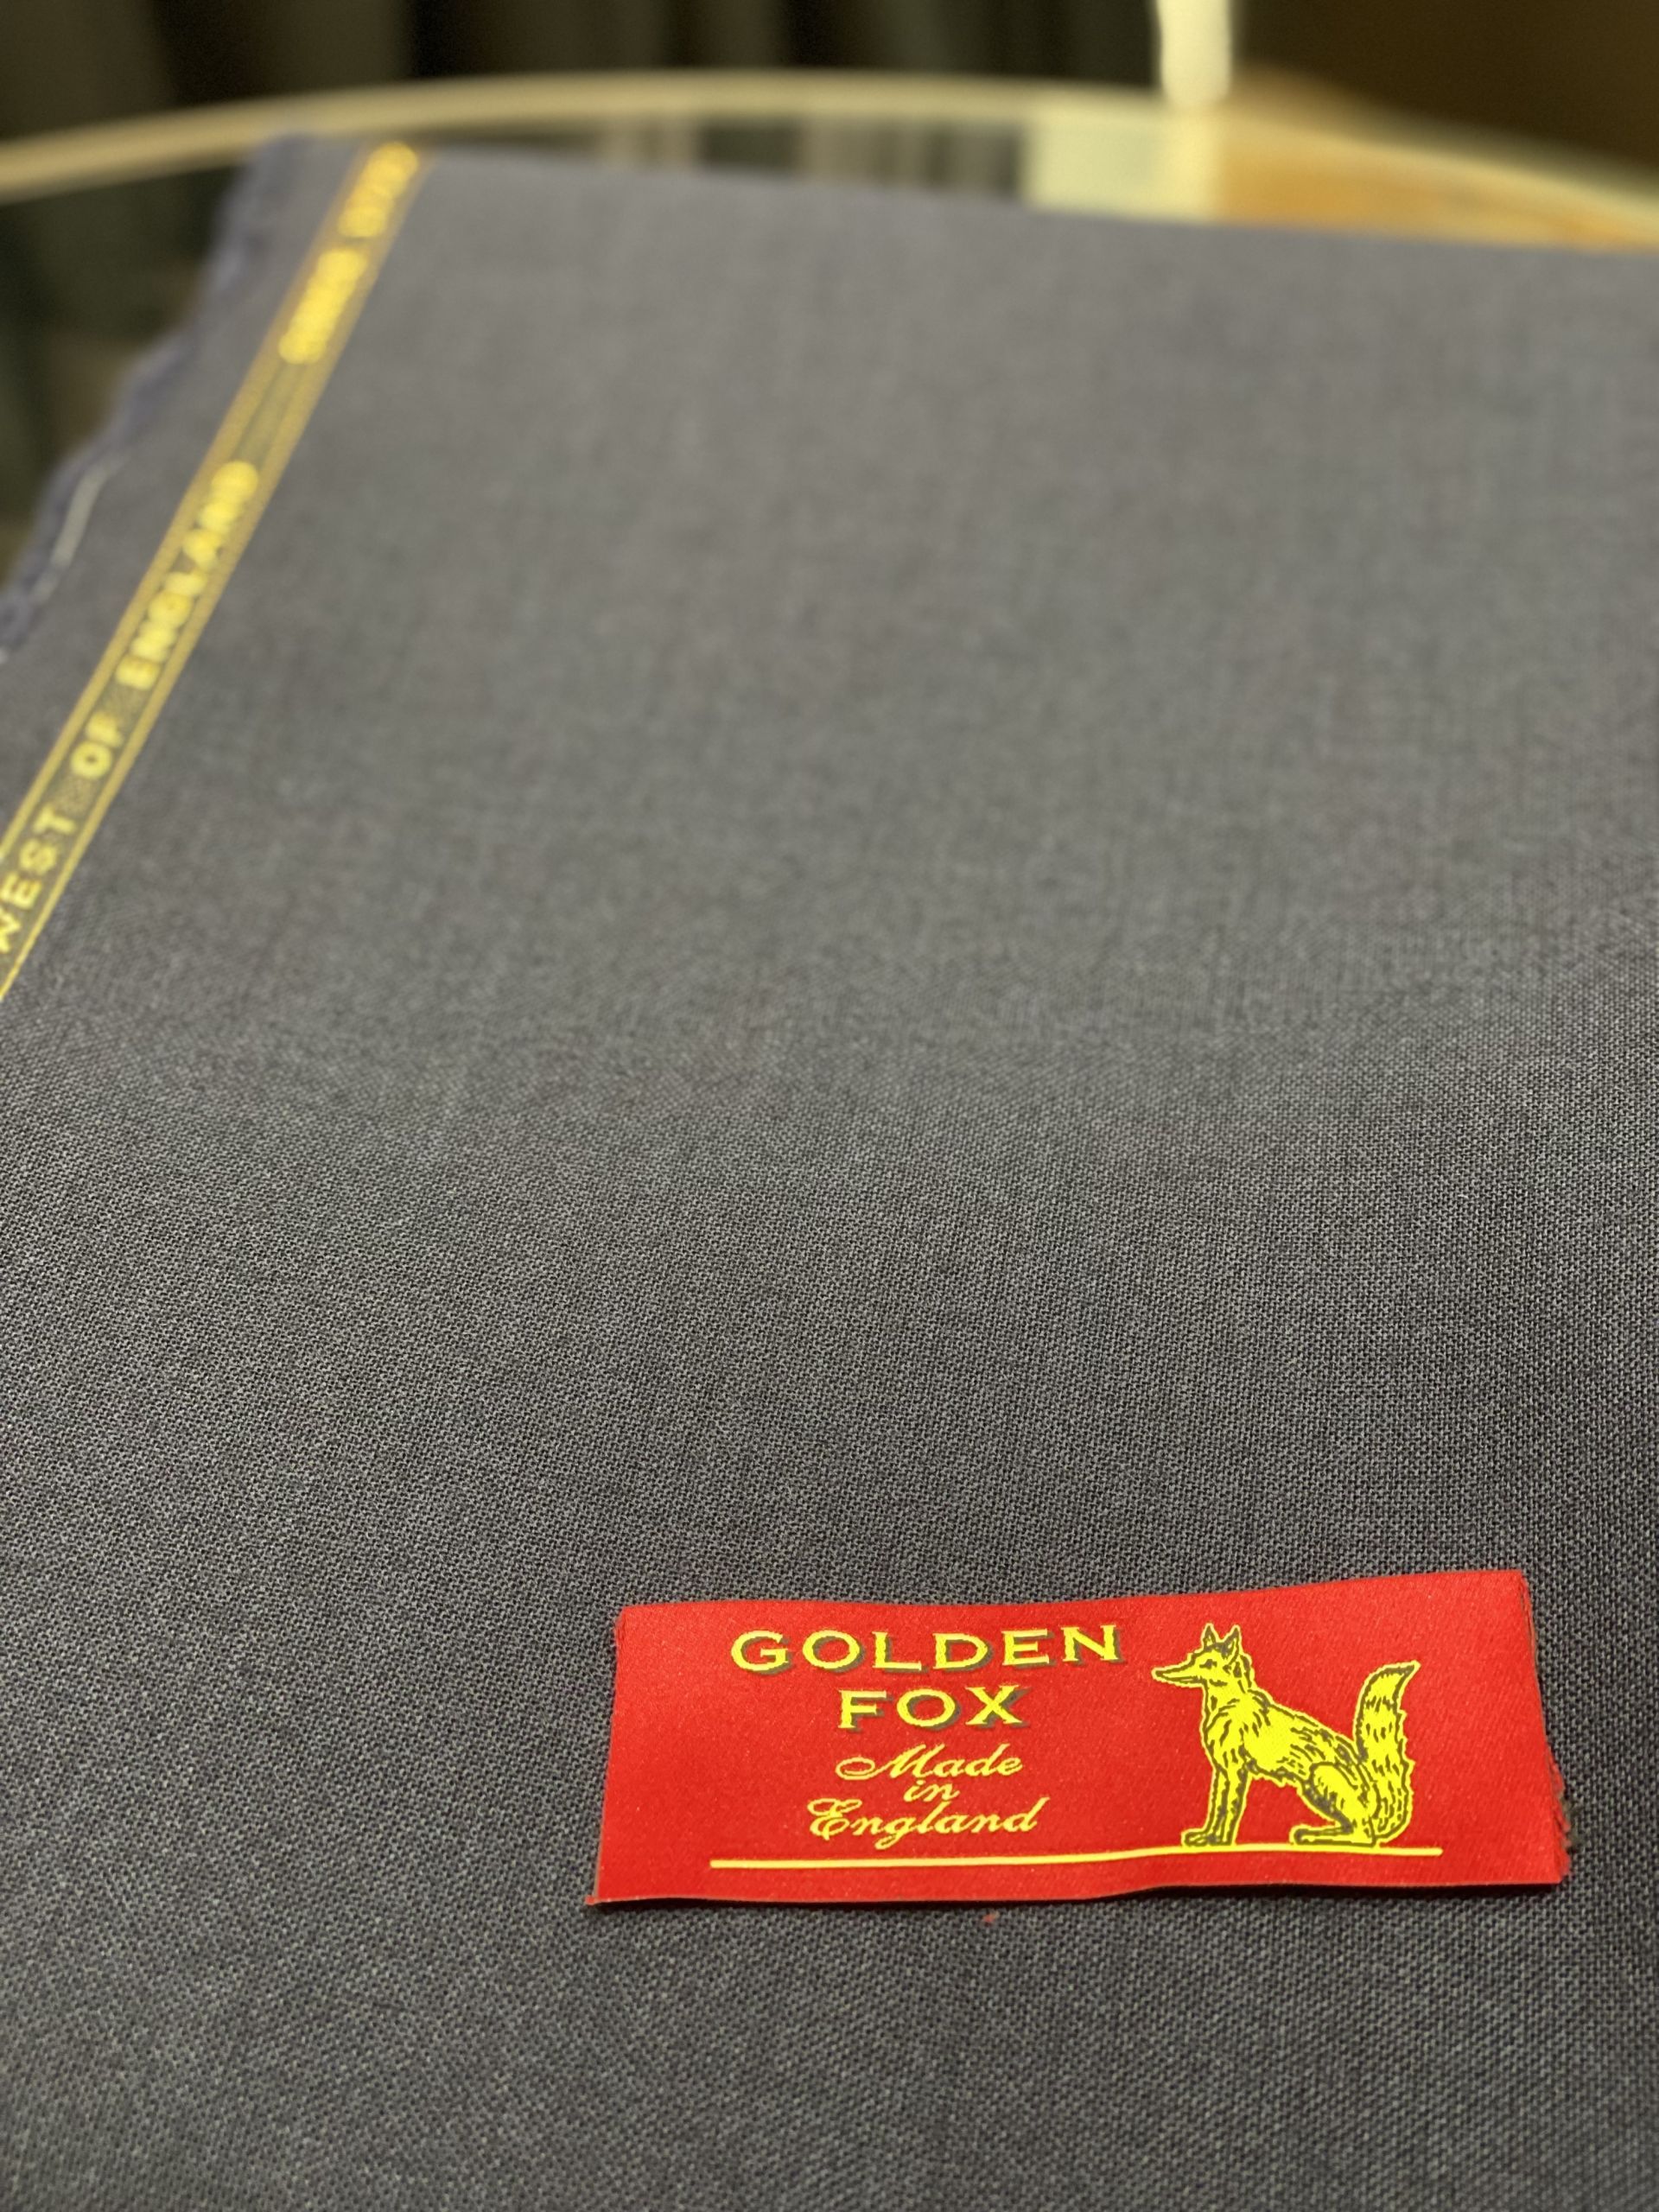 WEST OF ENGLAND
GOLDEN
FOX
Made
in
England